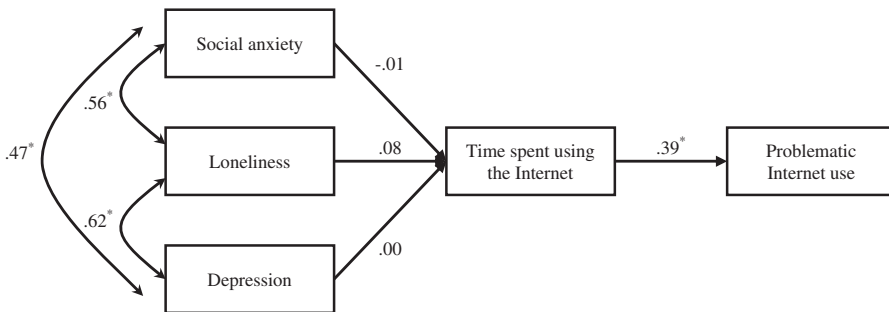 Social anxiety
-.01
.56*
.47*
Loneliness
.08
Time spent using
the Internet
.39*
Problematic
Internet use
.62*
.00
Depression